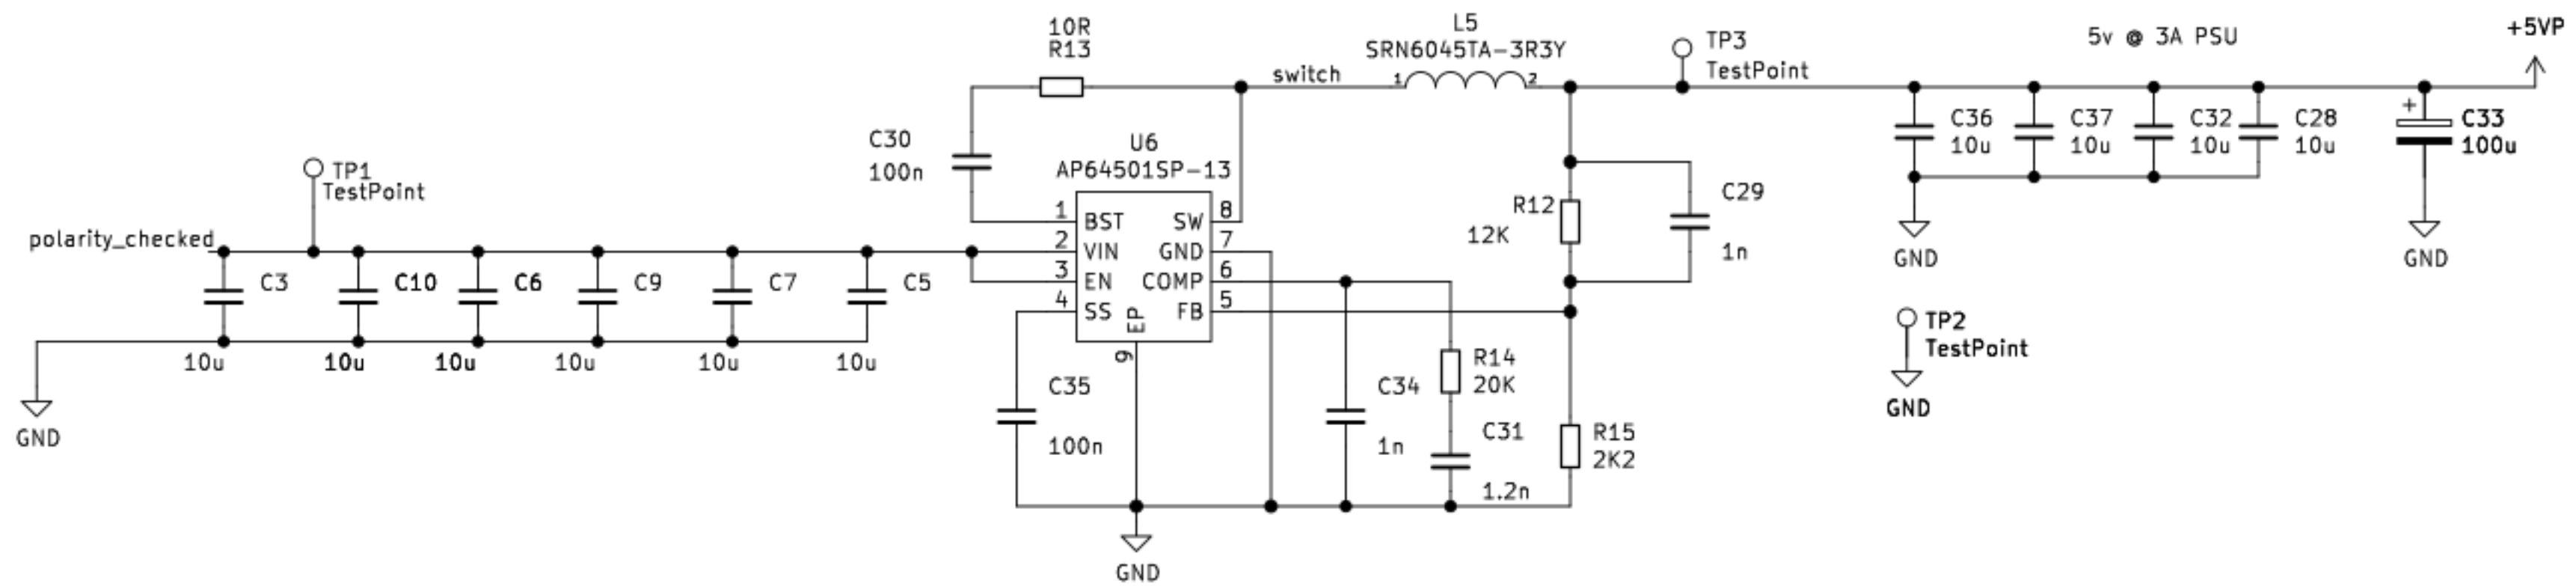 10R
R13
L5
SRN6045TA-3R3Y
TP3
TestPoint
5v @ 3A PSU
+5VP
switch
1
2
C30
100n
U6
AP64501SP-13
C36
10u
C37
10u
C32
10u
C28
10u
+
C33
100u
TP1
TestPoint
polarity_checked
1
BST
2
VIN
3
EN
4
SS
SW
8
GND
7
COMP
6
FB
5
EP
9
R12
12K
C29
1n
GND
GND
C3
10u
C10
10u
C6
10u
C9
10u
C7
10u
C5
10u
GND
TP2
TestPoint
GND
C35
100n
C34
1n
R14
20K
C31
1.2n
R15
2K2
GND